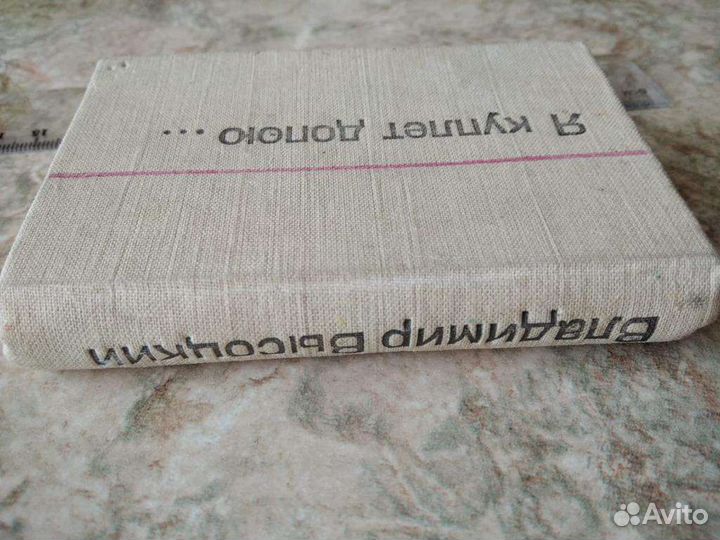 Я куплет допою...
Владимир Высоцкий
Avito